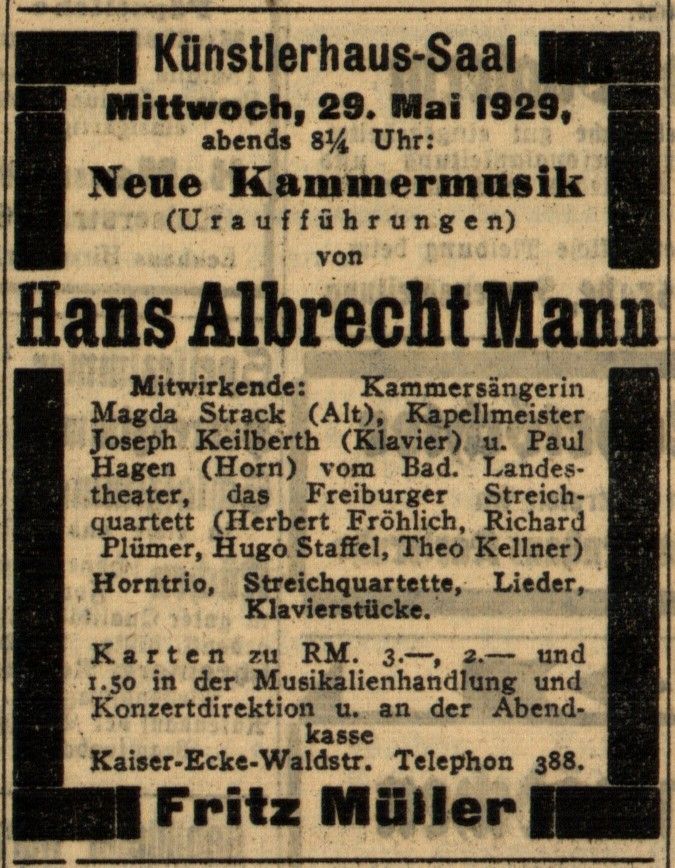 Künstlerhaus-Saal
Mittwoch, 29. Mai 1929,
abends 8¼ Uhr:
Neue Kammermusik
(Uraufführungen)
von
Hans Albrecht Mann
Mitwirkende: Kammersängerin
Magda Strack (Alt), Kapellmeister
Joseph Keilberth (Klavier) u. Paul
Hagen (Horn) vom Bad. Landes-
theater, das Freiburger Streich-
quartett (Herbert Fröhlich, Richard
Plümer, Hugo Staffel, Theo Kellner)
Horntrio, Streichquartette, Lieder,
Klavierstücke.
Karten zu RM. 3.—, 2.— und
1.50 in der Musikalienhandlung und
Konzertdirektion u. an der Abend-
kasse
Kaiser-Ecke-Waldstr. Telephon 388.
Fritz Müller